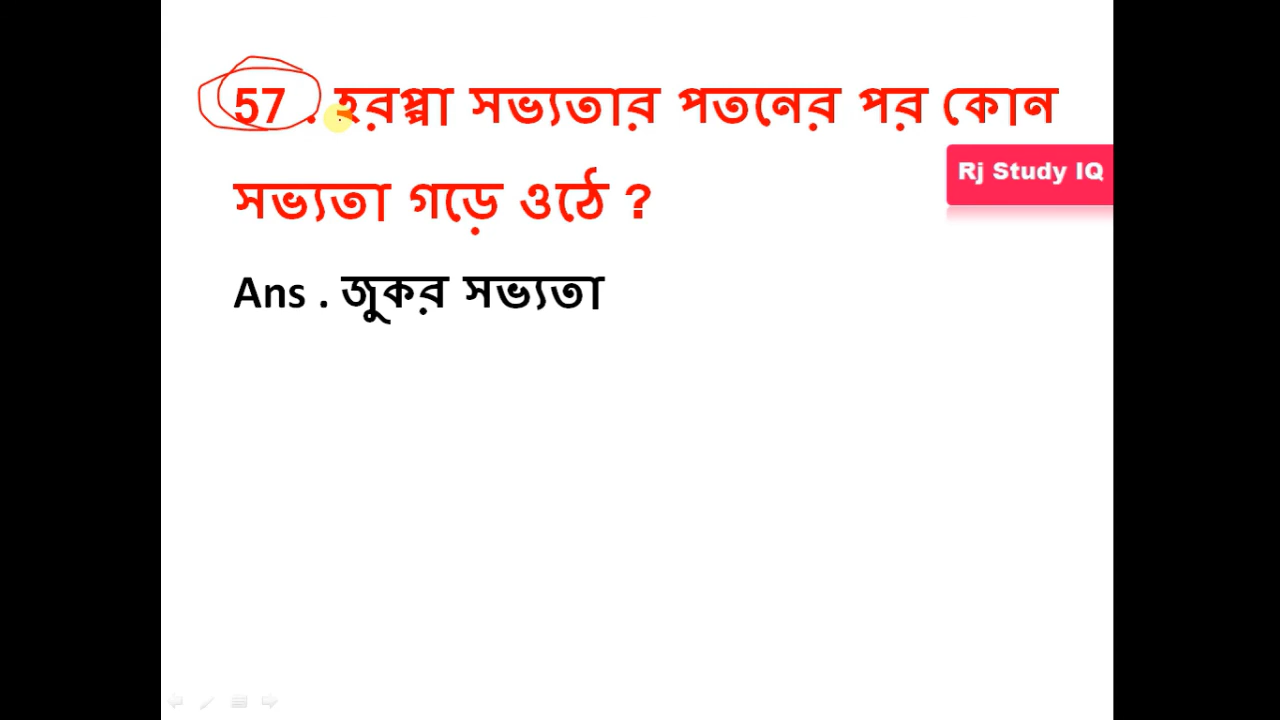 57 . হরপ্পা সভ্যতার পতনের পর কোন
Rj Study IQ
সভ্যতা গড়ে ওঠে ?
Ans . জুকর সভ্যতা